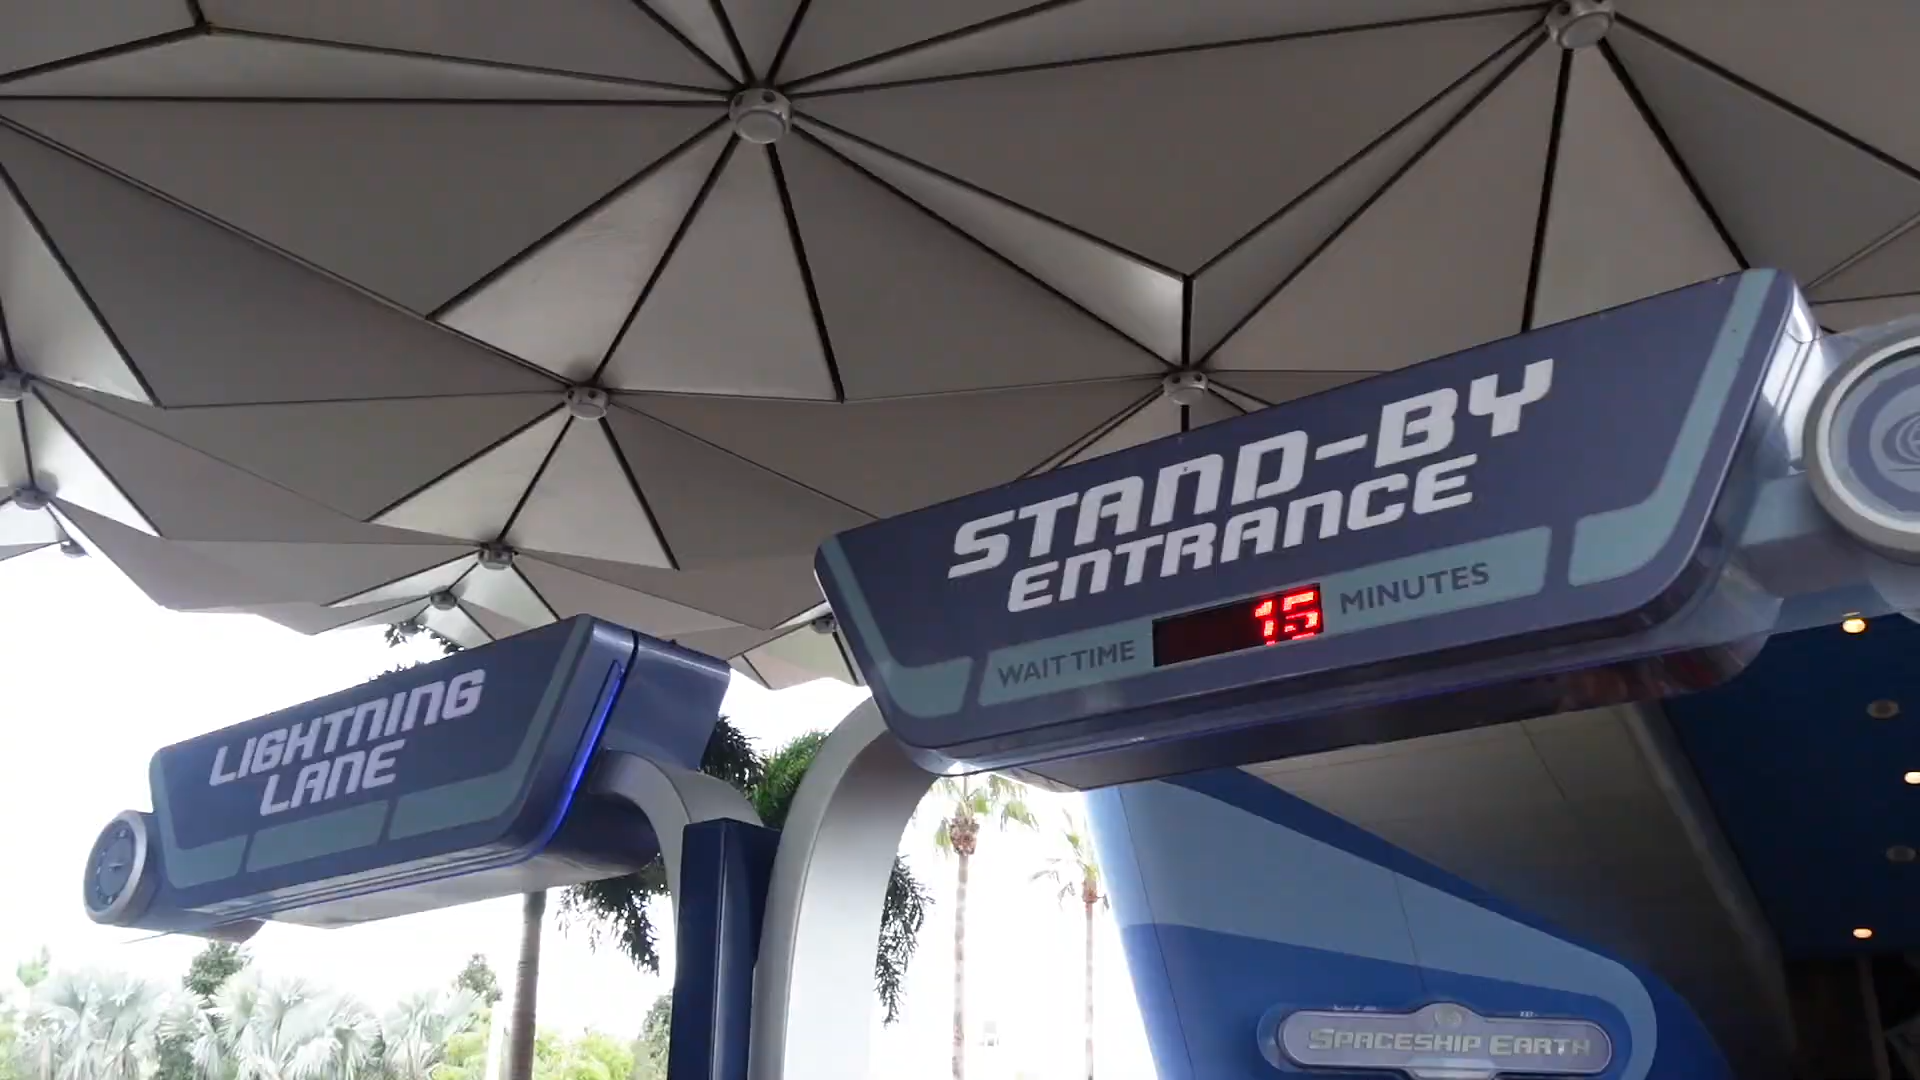 LIGHTNING
LANE
STAND-BY
ENTRANCE
WAIT TIME 15 MINUTES
SPACESHIP EARTH